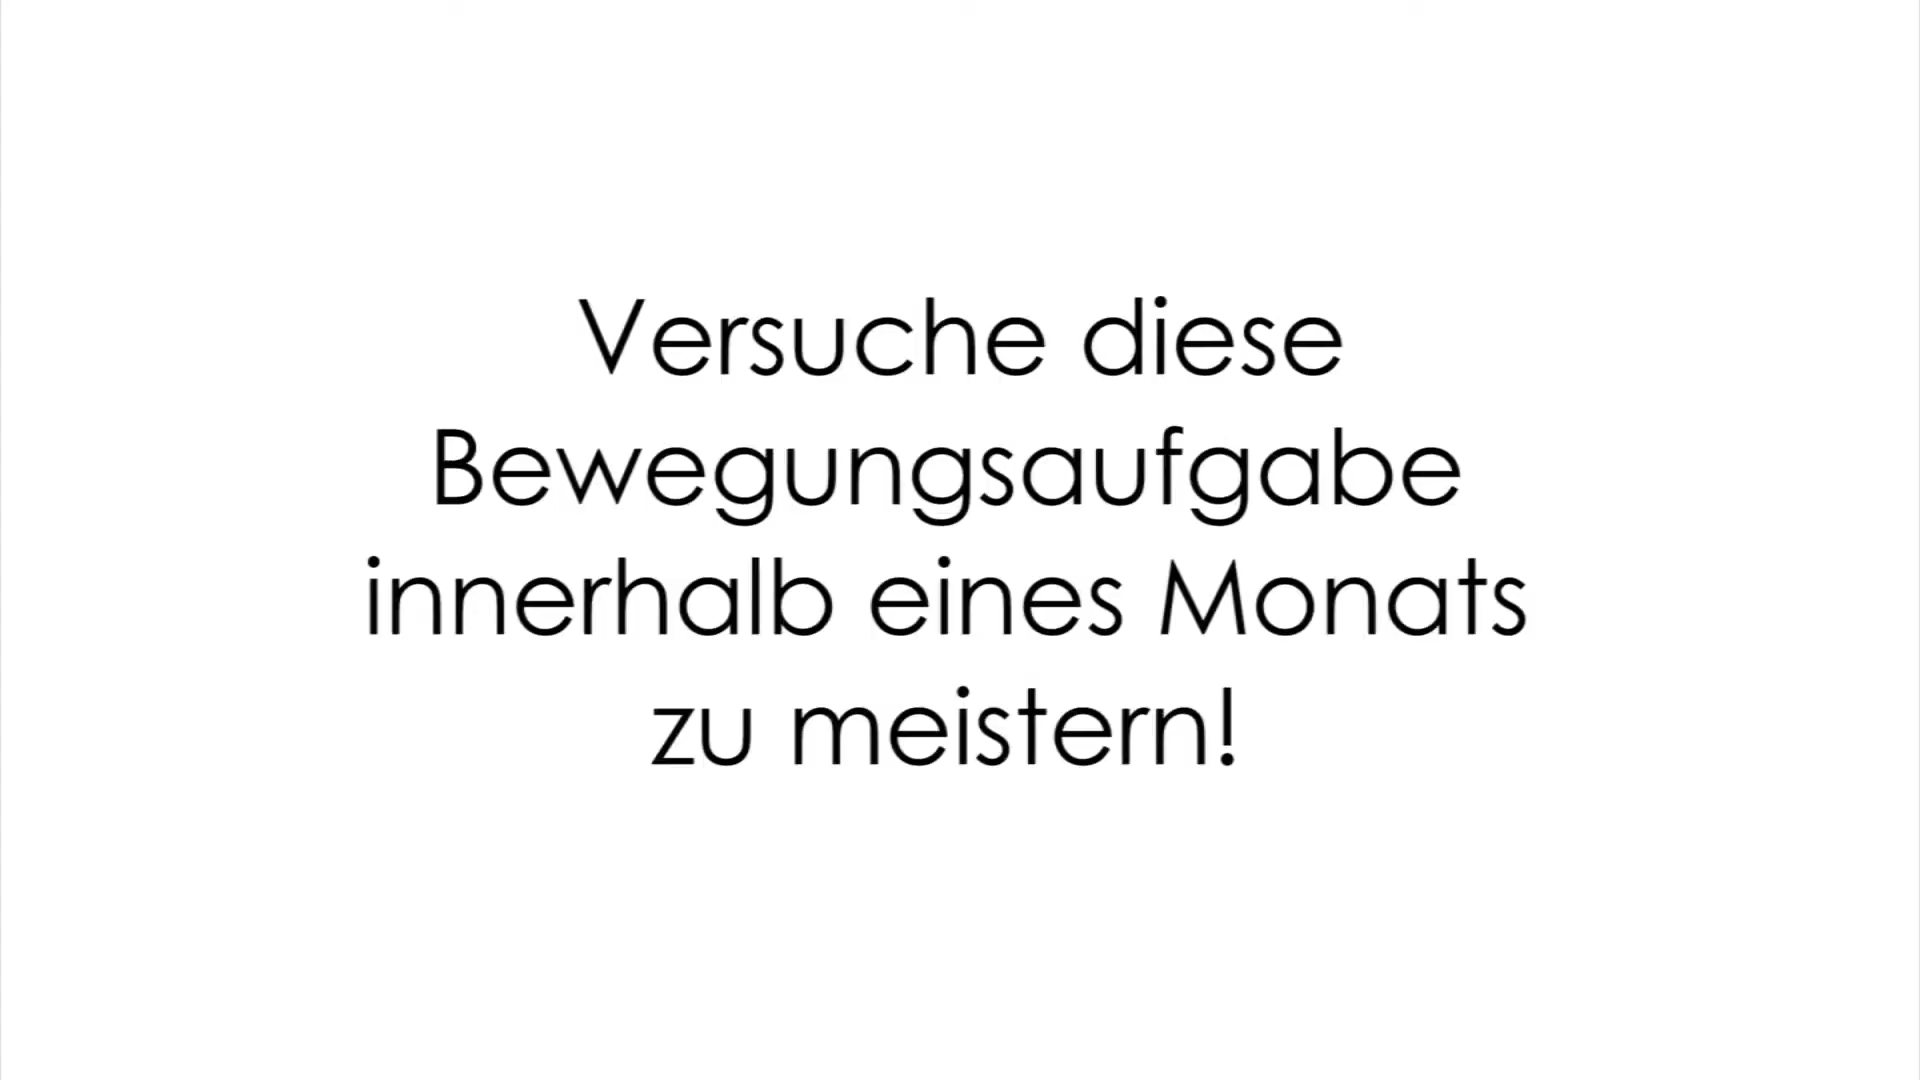 Versuche diese
Bewegungsaufgabe
innerhalb eines Monats
zu meistern!